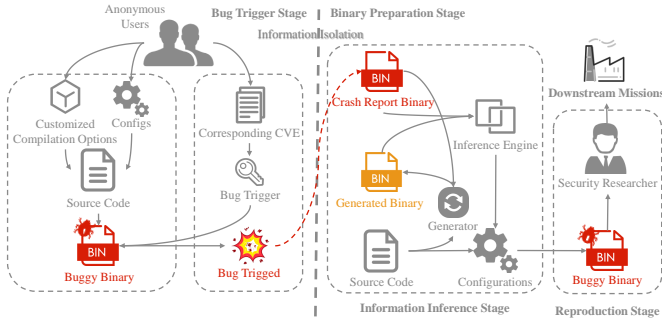 Anonymous
Users
Bug Trigger Stage
Binary Preparation Stage
Information Isolation
Customized
Compilation Options
Configs
Source Code
BIN
Buggy Binary
Corresponding CVE
Bug Trigger
Bug Trigged
BIN
Crash Report Binary
BIN
Generated Binary
Inference Engine
Generator
Source Code
Configurations
Information Inference Stage
Downstream Missions
Security Researcher
BIN
Buggy Binary
Reproduction Stage